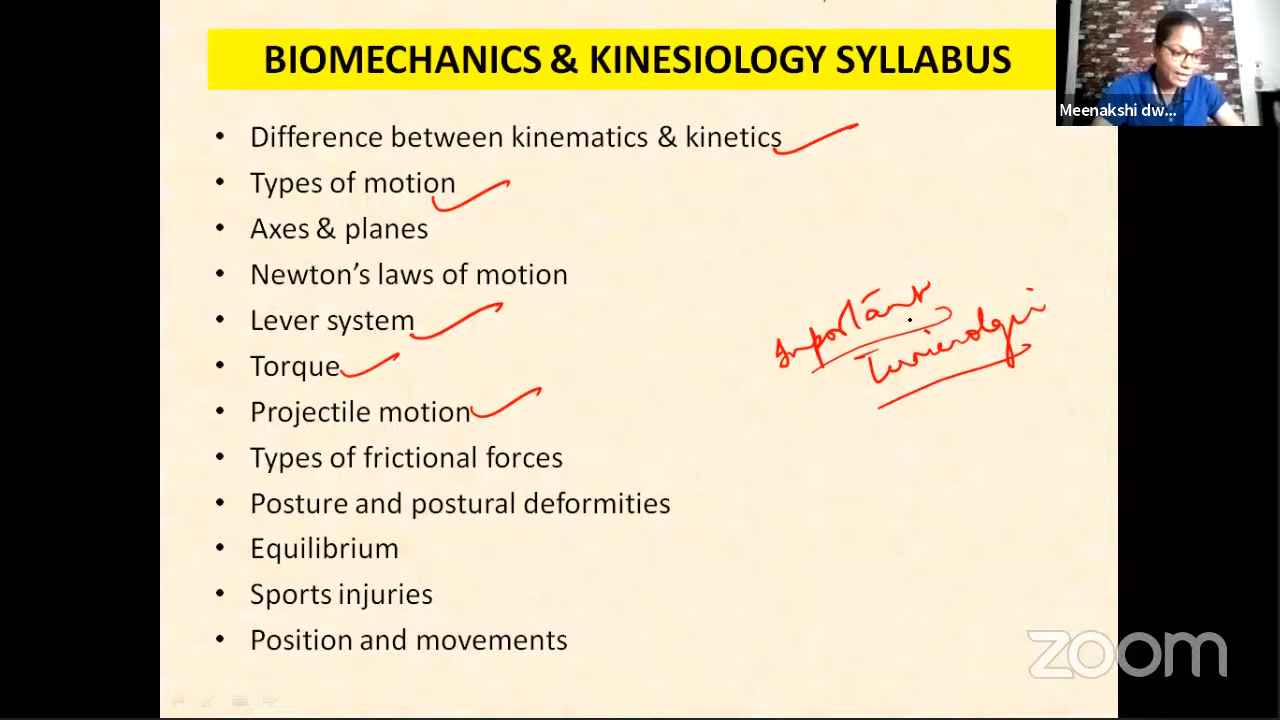 BIOMECHANICS & KINESIOLOGY SYLLABUS
Meenakshi dw...
• Difference between kinematics & kinetics
• Types of motion
• Axes & planes
• Newton's laws of motion
• Lever system
• Torque
• Projectile motion
• Types of frictional forces
• Posture and postural deformities
• Equilibrium
• Sports injuries
• Position and movements
Important
zoom